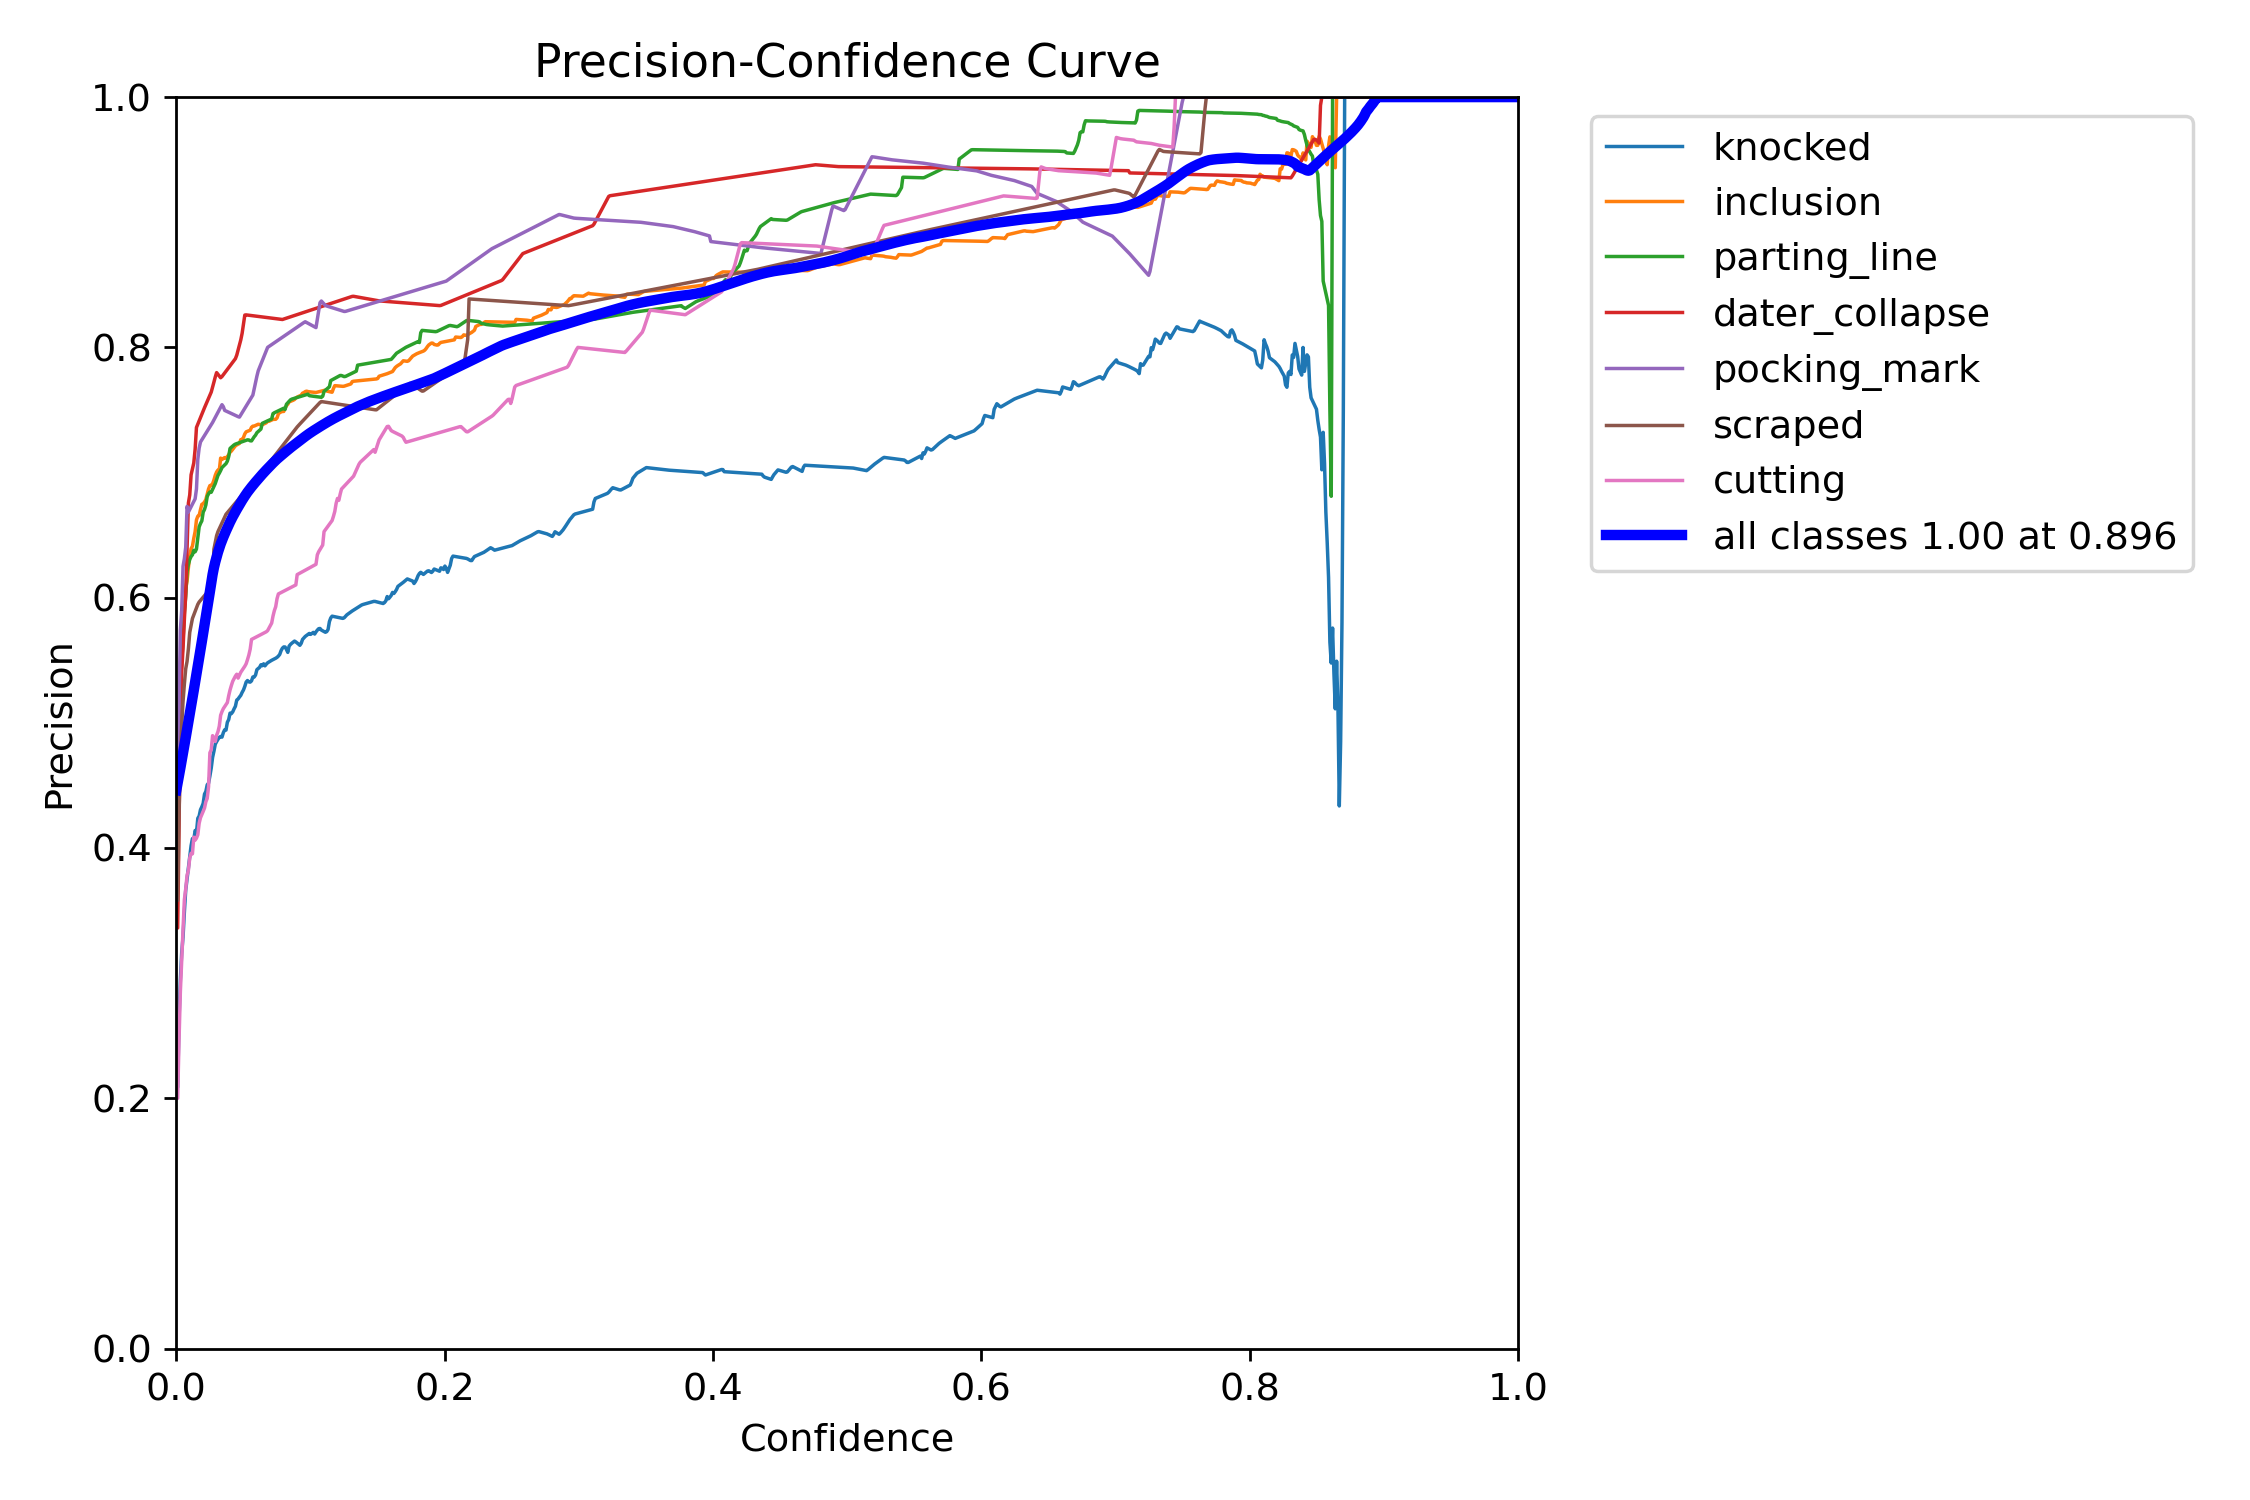 Precision-Confidence Curve
1.0
0.8
0.6
0.4
0.2
0.0
Precision
0.0 0.2 0.4 0.6 0.8 1.0
Confidence
knocked
inclusion
parting_line
dater_collapse
pocking_mark
scraped
cutting
all classes 1.00 at 0.896